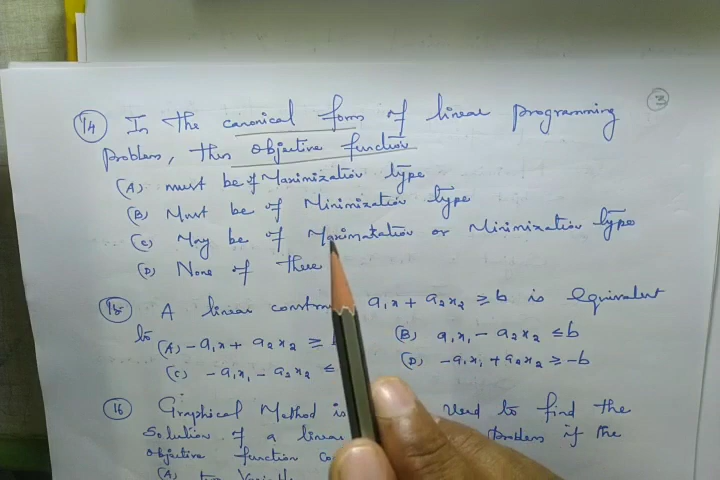 3
14 In the canonical form of linear programming
problem, the objective function
(A) must be of Maximization type
(B) Must be of Minimization type
(C) May be of Maximization or Minimization type
(D) None of these
15 A linear a₁x + a₂x₂ ≥ b is equivalent
to (A) -a₁x + a₂x₂ ≥ (B) a₁x₁ - a₂x₂ ≤ b
(C) -a₁x₁ - a₂x₂ ≤ (D) -a₁x₁ + a₂x₂ ≥ -b
16 Graphical Method is used to find the
solution of a linear problem if the
objective function
(A) two Variable